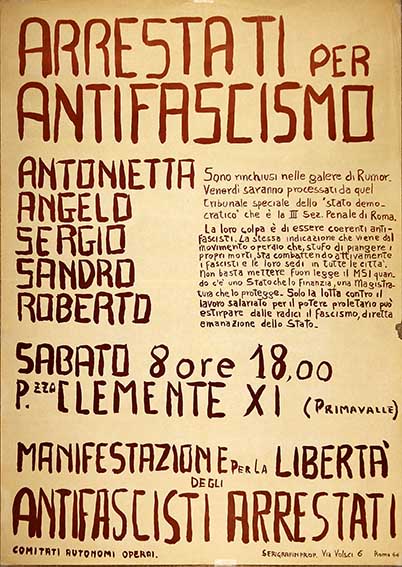 ARRESTATI PER
ANTIFASCISMO
ANTONIETTA
ANGELO
SERGIO
SANDRO
ROBERTO
Sono rinchiusi nelle galere di Rumor.
Venerdì saranno processati da quel
tribunale speciale dello "stato demo-
cratico" che è la III Sez. Penale di Roma.
La loro colpa è di essere coerenti anti-
fascisti. La stessa indicazione che viene dal
movimento operaio che, stufo di piangere i
propri morti, sta combattendo attivamente
i fascisti e le loro sedi in tutte le città.
Non basta mettere fuori legge il MSI quan-
do c'è uno Stato che lo finanzia, una Magistra-
tura che lo protegge. Solo la lotta contro il
lavoro salariato per il potere proletario può
estirpare dalle radici il fascismo, diretta
emanazione dello Stato.
SABATO 8 ore 18,00
P.zza CLEMENTE XI (PRIMAVALLE)
MANIFESTAZIONE PER LA LIBERTÀ
DEGLI
ANTIFASCISTI ARRESTATI
COMITATI AUTONOMI OPERAI.
SERIGRAFIN PROP. Via Volsci 6 Roma